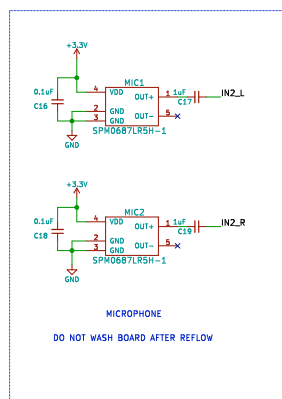 +3.3V
MIC1
0.1uF
C16
4 VDD
OUT+ 1
1uF
C17
IN2_L
2 GND
3 GND
OUT- 5
SPM0687LR5H-1
GND
+3.3V
MIC2
0.1uF
C18
4 VDD
OUT+ 1
1uF
C19
IN2_R
2 GND
3 GND
OUT- 5
SPM0687LR5H-1
GND
MICROPHONE
DO NOT WASH BOARD AFTER REFLOW